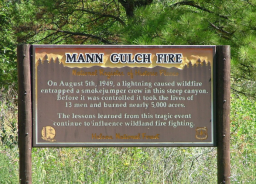 MANN GULCH FIRE
On August 5th, 1949, a lightning caused wildfire
entrapped a smokejumper crew in this steep canyon.
Before it was controlled it took the lives of
13 men and burned nearly 5,000 acres.
The lessons learned from this tragic event
continue to influence wildland fire fighting.